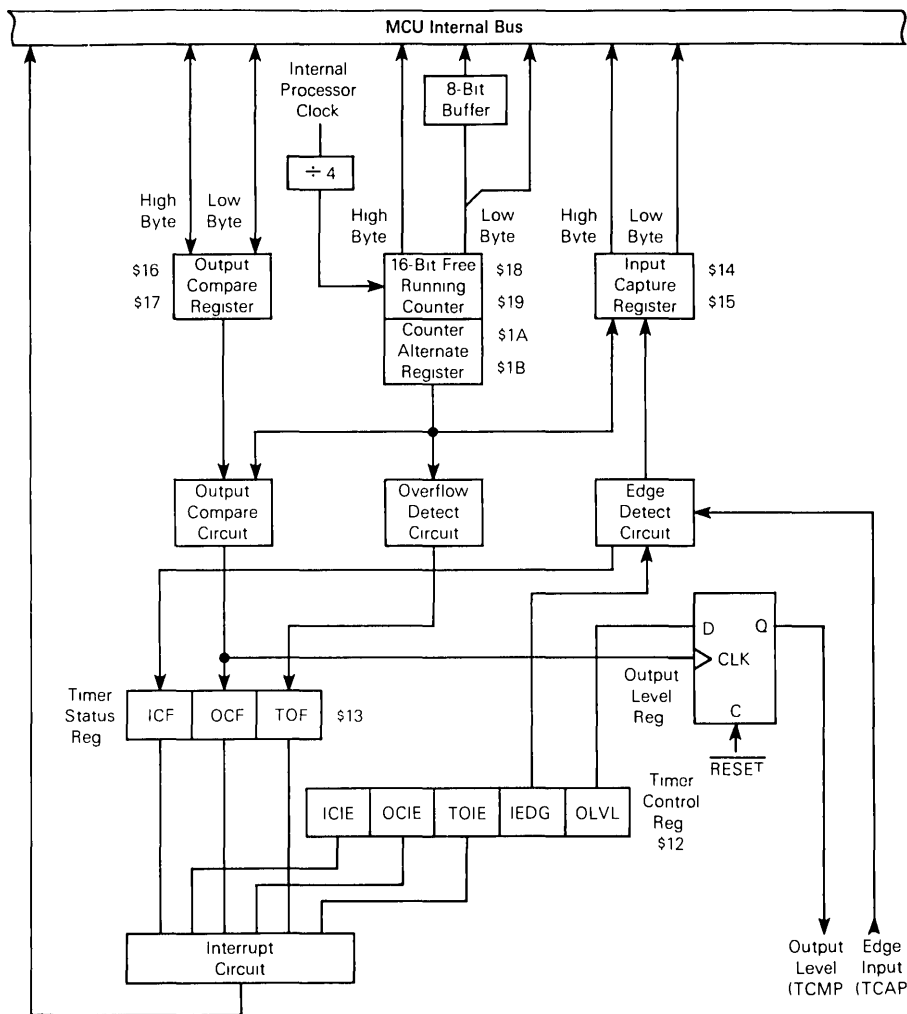 MCU Internal Bus
Internal
Processor
Clock
8-Bit
Buffer
÷ 4
High
Byte
Low
Byte
High
Byte
Low
Byte
High
Byte
Low
Byte
$16
$17
Output
Compare
Register
16-Bit Free
Running
Counter
$18
$19
Counter
Alternate
Register
$1A
$1B
Input
Capture
Register
$14
$15
Output
Compare
Circuit
Overflow
Detect
Circuit
Edge
Detect
Circuit
D Q
CLK
C
Output
Level
Reg
RESET
Timer
Status
Reg
ICF OCF TOF $13
ICIE OCIE TOIE IEDG OLVL
Timer
Control
Reg
$12
Interrupt
Circuit
Output
Level
(TCMP
Edge
Input
(TCAP